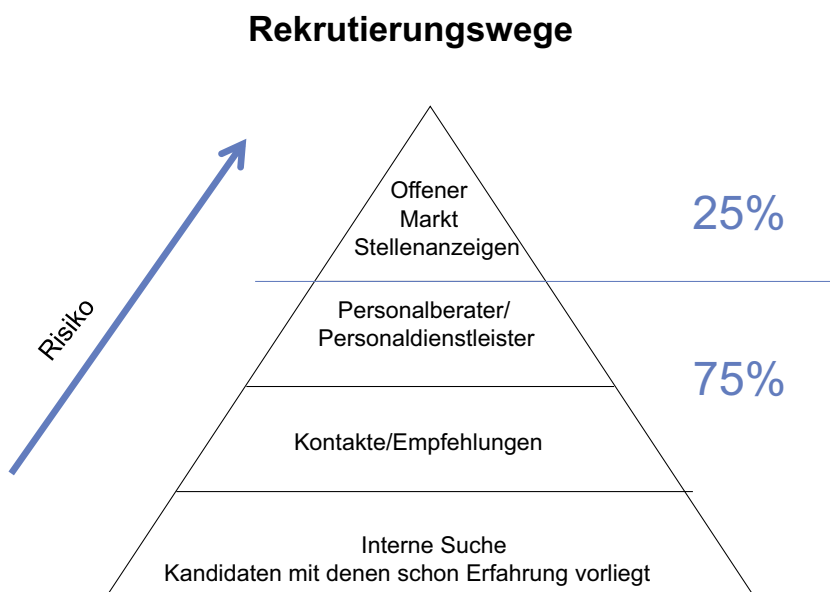 Rekrutierungswege
Offener
Markt
Stellenanzeigen
25%
Risiko
Personalberater/
Personaldienstleister
75%
Kontakte/Empfehlungen
Interne Suche
Kandidaten mit denen schon Erfahrung vorliegt